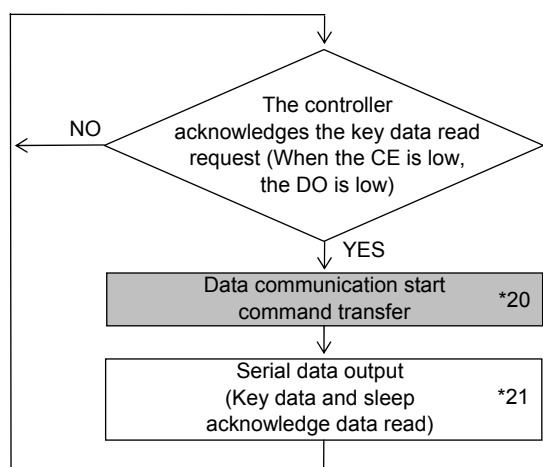 The controller
acknowledges the key data read
request (When the CE is low,
the DO is low)
NO
YES
Data communication start
command transfer
*20
Serial data output
(Key data and sleep
acknowledge data read)
*21